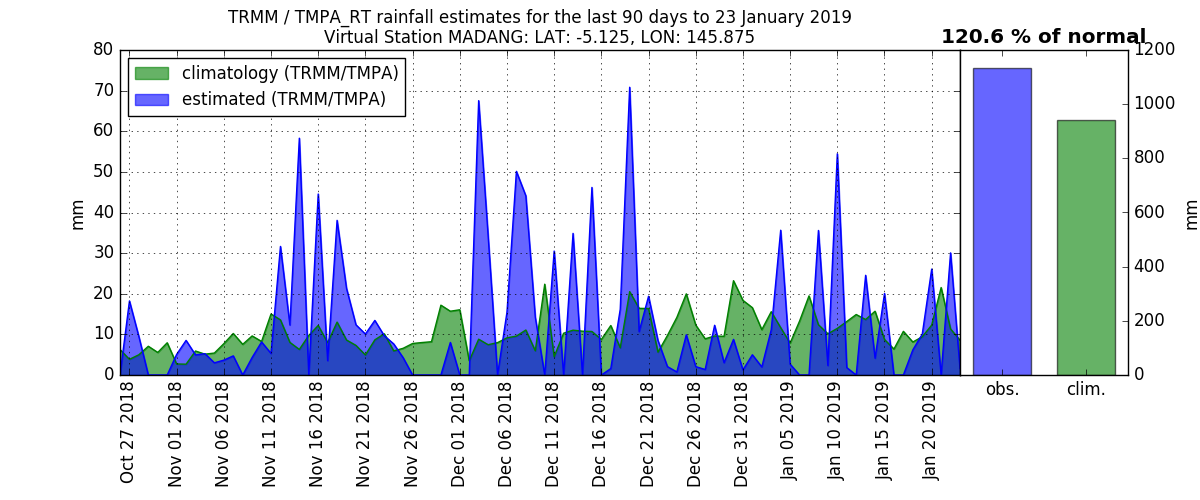 TRMM / TMPA_RT rainfall estimates for the last 90 days to 23 January 2019
Virtual Station MADANG: LAT: -5.125, LON: 145.875
120.6 % of normal
climatology (TRMM/TMPA)
estimated (TRMM/TMPA)
mm
80
70
60
50
40
30
20
10
0
Oct 27 2018
Nov 01 2018
Nov 06 2018
Nov 11 2018
Nov 16 2018
Nov 21 2018
Nov 26 2018
Dec 01 2018
Dec 06 2018
Dec 11 2018
Dec 16 2018
Dec 21 2018
Dec 26 2018
Dec 31 2018
Jan 05 2019
Jan 10 2019
Jan 15 2019
Jan 20 2019
obs.
clim.
1200
1000
800
600
400
200
0
mm